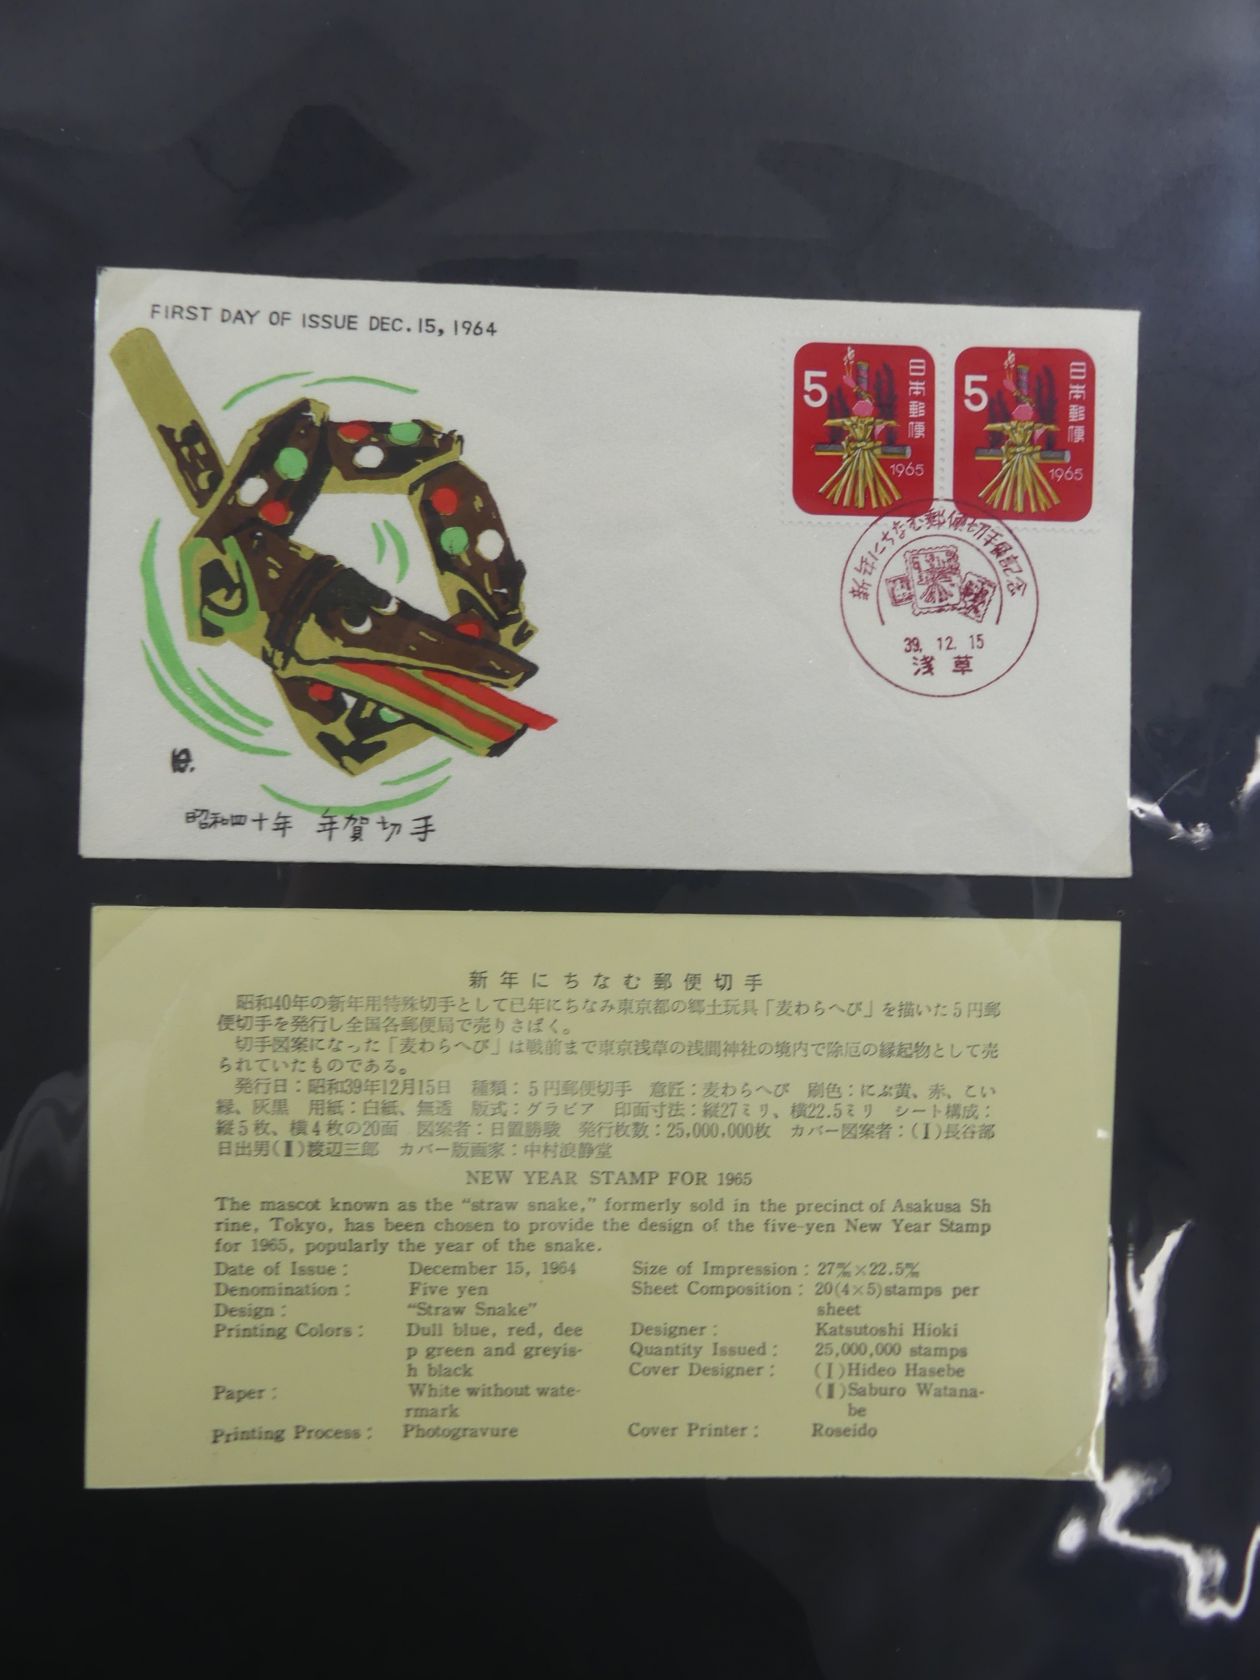 FIRST DAY OF ISSUE DEC. 15, 1964
5
日本郵便
1965
5
日本郵便
1965
新年にちなむ郵便切手展記念
39. 12. 15
浅草
昭和四十年 年賀切手
新年にちなむ郵便切手
昭和40年の新年用特殊切手として巳年にちなみ東京都の郷土玩具「麦わらへび」を描いた5円郵
便切手を発行し全国各郵便局で売りさばく。
切手図案になった「麦わらへび」は戦前まで東京浅草の浅間神社の境内で除厄の縁起物として売
られていたものである。
発行日：昭和39年12月15日 種類：5円郵便切手 意匠：麦わらへび 刷色：にぶ黄、赤、こい
緑、灰黒 用紙：白紙、無透 版式：グラビア 印面寸法：縦27ミリ、横22.5ミリ シート構成：
縦5枚、横4枚の20面 図案者：日置勝駿 発行枚数：25,000,000枚 カバー図案者：(Ⅰ)長谷部
日出男(Ⅱ)渡辺三郎 カバー版画家：中村浪静堂
NEW YEAR STAMP FOR 1965
The mascot known as the “straw snake,” formerly sold in the precinct of Asakusa Sh
rine, Tokyo, has been chosen to provide the design of the five-yen New Year Stamp
for 1965, popularly the year of the snake.
Date of Issue : December 15, 1964 Size of Impression : 27㎜×22.5㎜
Denomination : Five yen Sheet Composition : 20(4×5)stamps per
Design : “Straw Snake” sheet
Printing Colors : Dull blue, red, dee Designer : Katsutoshi Hioki
p green and greyis- Quantity Issued : 25,000,000 stamps
h black Cover Designer : (Ⅰ)Hideo Hasebe
Paper : White without wate- (Ⅱ)Saburo Watana-
rmark be
Printing Process : Photogravure Cover Printer : Roseido